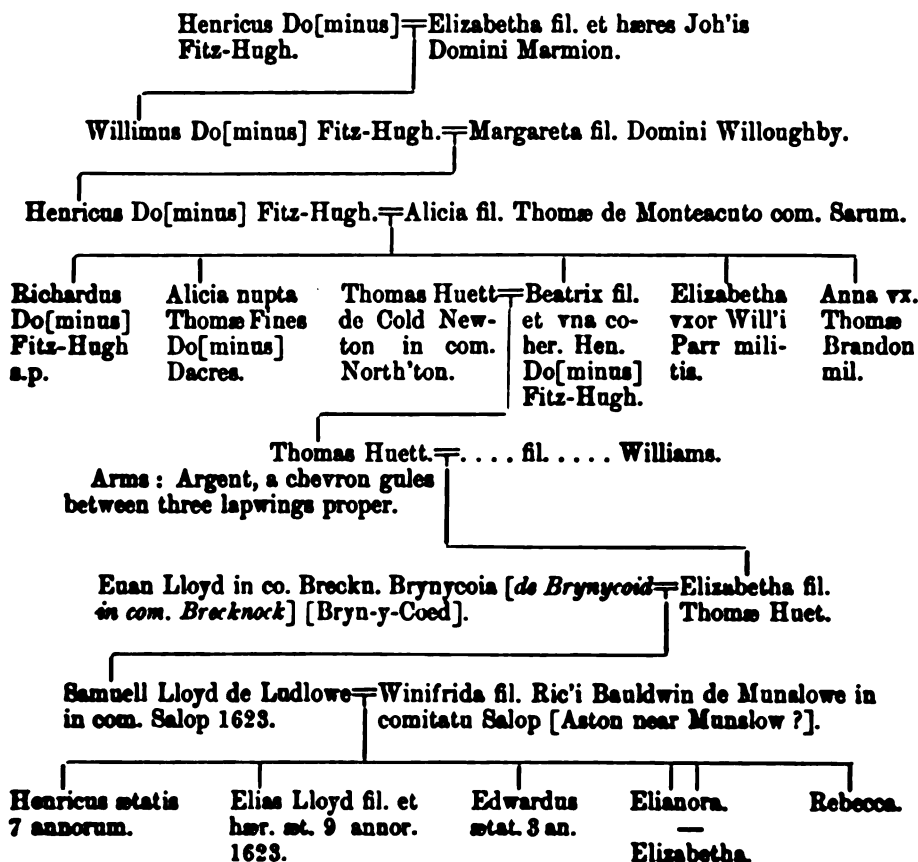 Henricus Do[minus] Elizabetha fil. et hæres Joh'is
Fitz-Hugh. Domini Marmion.
Willimus Do[minus] Fitz-Hugh. Margareta fil. Domini Willoughby.
Henricus Do[minus] Fitz-Hugh. Alicia fil. Thomæ de Monteacuto com. Sarum.
Richardus
Do[minus]
Fitz-Hugh
s.p.
Alicia nupta
Thomæ Fines
Do[minus]
Dacres.
Thomas Huett
de Cold New-
ton in com.
North'ton.
Beatrix fil.
et vna co-
her. Hen.
Do[minus]
Fitz-Hugh.
Elizabetha
vxor Will'i
Parr mili-
tis.
Anna vx.
Thomæ
Brandon
mil.
Thomas Huett. . . . . fil. . . . . Williams.
Arms : Argent, a chevron gules
between three lapwings proper.
Euan Lloyd in co. Breckn. Brynycoia [de Brynycoid
in com. Brecknock] [Bryn-y-Coed].
Elizabetha fil.
Thomæ Huet.
Samuell Lloyd de Ludlowe
in com. Salop 1623.
Winifrida fil. Ric'i Bauldwin de Munslowe in
comitatu Salop [Aston near Munslow ?].
Henricus ætatis
7 annorum.
Elias Lloyd fil. et
hær. æt. 9 annor.
1623.
Edwardus
ætat. 3 an.
Elianora.
—
Elizabetha.
Rebecca.